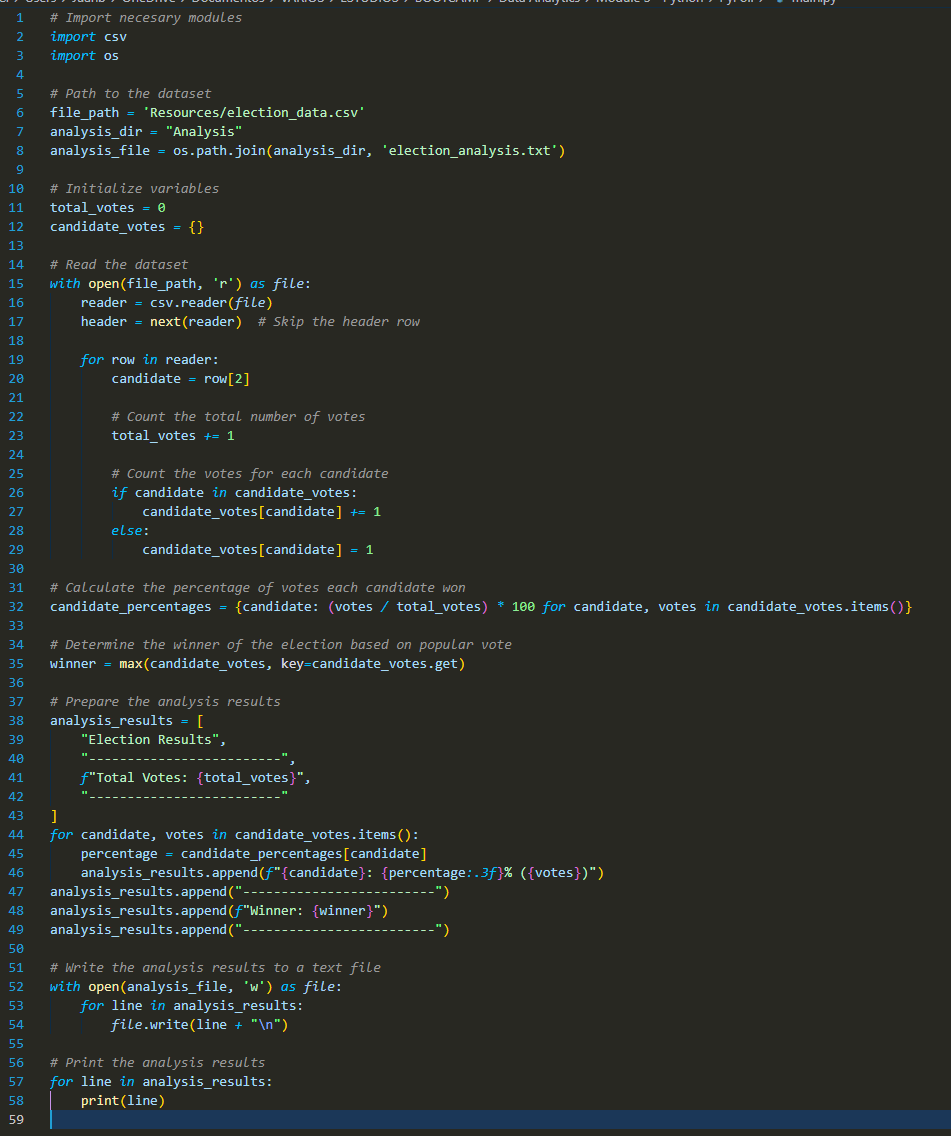 1 # Import necesary modules
2 import csv
3 import os
4
5 # Path to the dataset
6 file_path = 'Resources/election_data.csv'
7 analysis_dir = "Analysis"
8 analysis_file = os.path.join(analysis_dir, 'election_analysis.txt')
9
10 # Initialize variables
11 total_votes = 0
12 candidate_votes = {}
13
14 # Read the dataset
15 with open(file_path, 'r') as file:
16     reader = csv.reader(file)
17     header = next(reader)  # Skip the header row
18
19     for row in reader:
20         candidate = row[2]
21
22         # Count the total number of votes
23         total_votes += 1
24
25         # Count the votes for each candidate
26         if candidate in candidate_votes:
27             candidate_votes[candidate] += 1
28         else:
29             candidate_votes[candidate] = 1
30
31 # Calculate the percentage of votes each candidate won
32 candidate_percentages = {candidate: (votes / total_votes) * 100 for candidate, votes in candidate_votes.items()}
33
34 # Determine the winner of the election based on popular vote
35 winner = max(candidate_votes, key=candidate_votes.get)
36
37 # Prepare the analysis results
38 analysis_results = [
39     "Election Results",
40     "-------------------------",
41     f"Total Votes: {total_votes}",
42     "-------------------------"
43 ]
44 for candidate, votes in candidate_votes.items():
45     percentage = candidate_percentages[candidate]
46     analysis_results.append(f"{candidate}: {percentage:.3f}% ({votes})")
47 analysis_results.append("-------------------------")
48 analysis_results.append(f"Winner: {winner}")
49 analysis_results.append("-------------------------")
50
51 # Write the analysis results to a text file
52 with open(analysis_file, 'w') as file:
53     for line in analysis_results:
54         file.write(line + "\n")
55
56 # Print the analysis results
57 for line in analysis_results:
58     print(line)
59